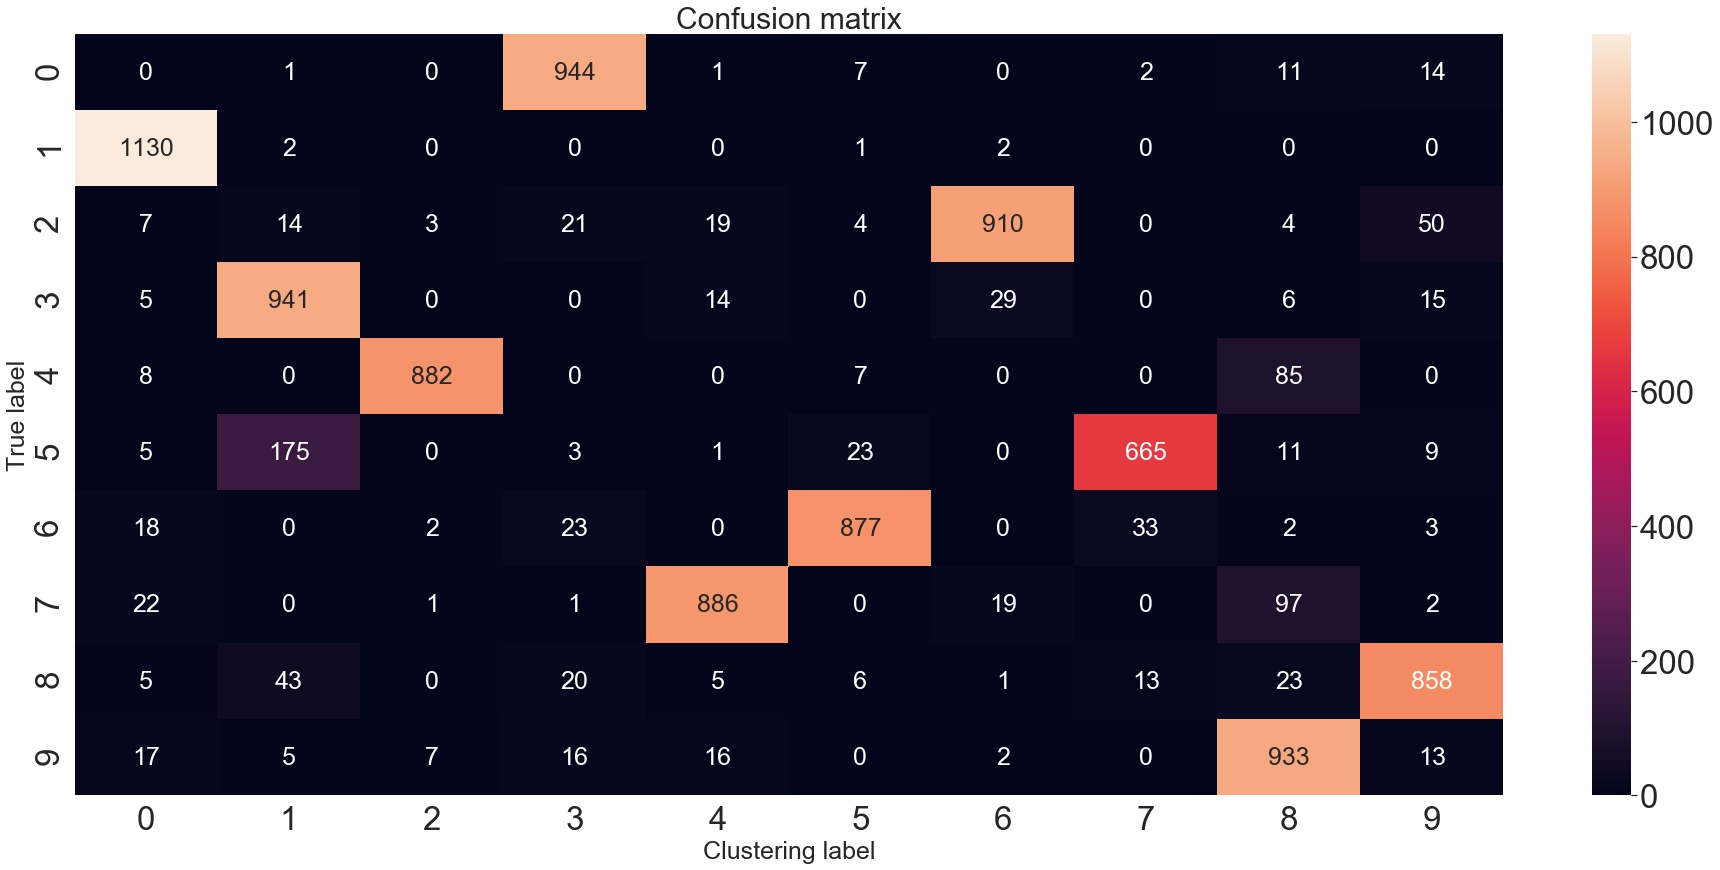 Confusion matrix
0 0 1 0 944 1 7 0 2 11 14
1 1130 2 0 0 0 1 2 0 0 0
2 7 14 3 21 19 4 910 0 4 50
3 5 941 0 0 14 0 29 0 6 15
4 8 0 882 0 0 7 0 0 85 0
5 5 175 0 3 1 23 0 665 11 9
6 18 0 2 23 0 877 0 33 2 3
7 22 0 1 1 886 0 19 0 97 2
8 5 43 0 20 5 6 1 13 23 858
9 17 5 7 16 16 0 2 0 933 13
0 1 2 3 4 5 6 7 8 9
Clustering label
True label
1000
800
600
400
200
0